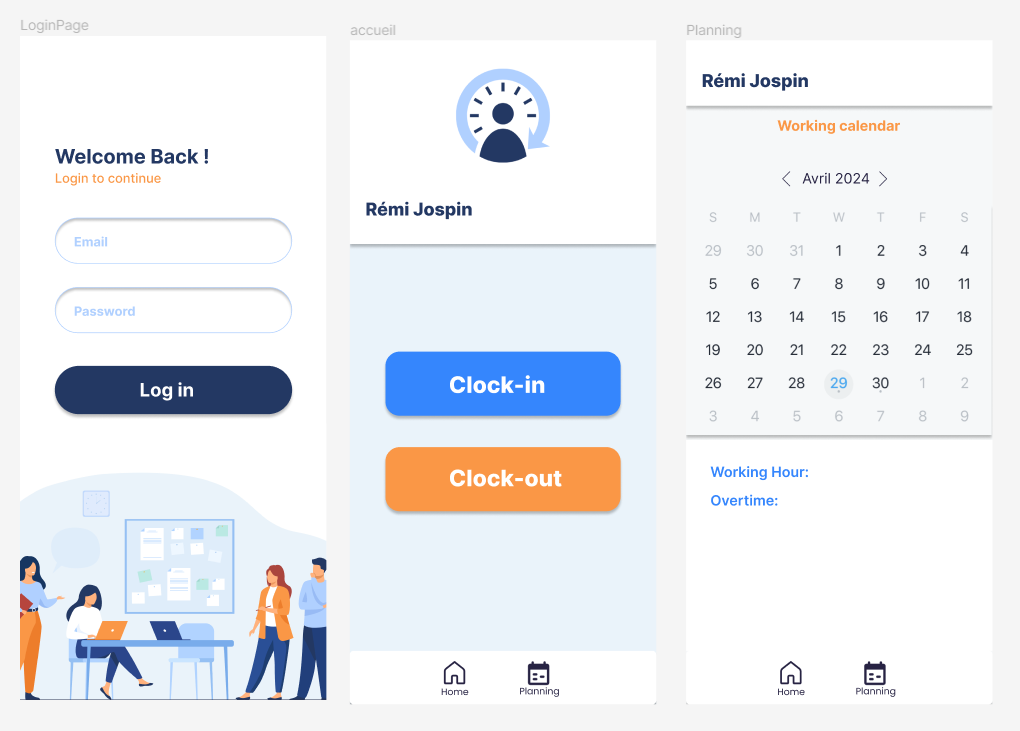 LoginPage
Welcome Back !
Login to continue
Email
Password
Log in
accueil
Rémi Jospin
Clock-in
Clock-out
Home
Planning
Planning
Rémi Jospin
Working calendar
Avril 2024
S M T W T F S
29 30 31 1 2 3 4
5 6 7 8 9 10 11
12 13 14 15 16 17 18
19 20 21 22 23 24 25
26 27 28 29 30 1 2
3 4 5 6 7 8 9
Working Hour:
Overtime:
Home
Planning